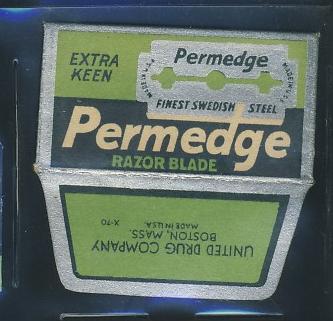 EXTRA
KEEN
Permedge
FINEST SWEDISH STEEL
Permedge
RAZOR BLADE
UNITED DRUG COMPANY
BOSTON, MASS.
MADE IN U.S.A. X-70